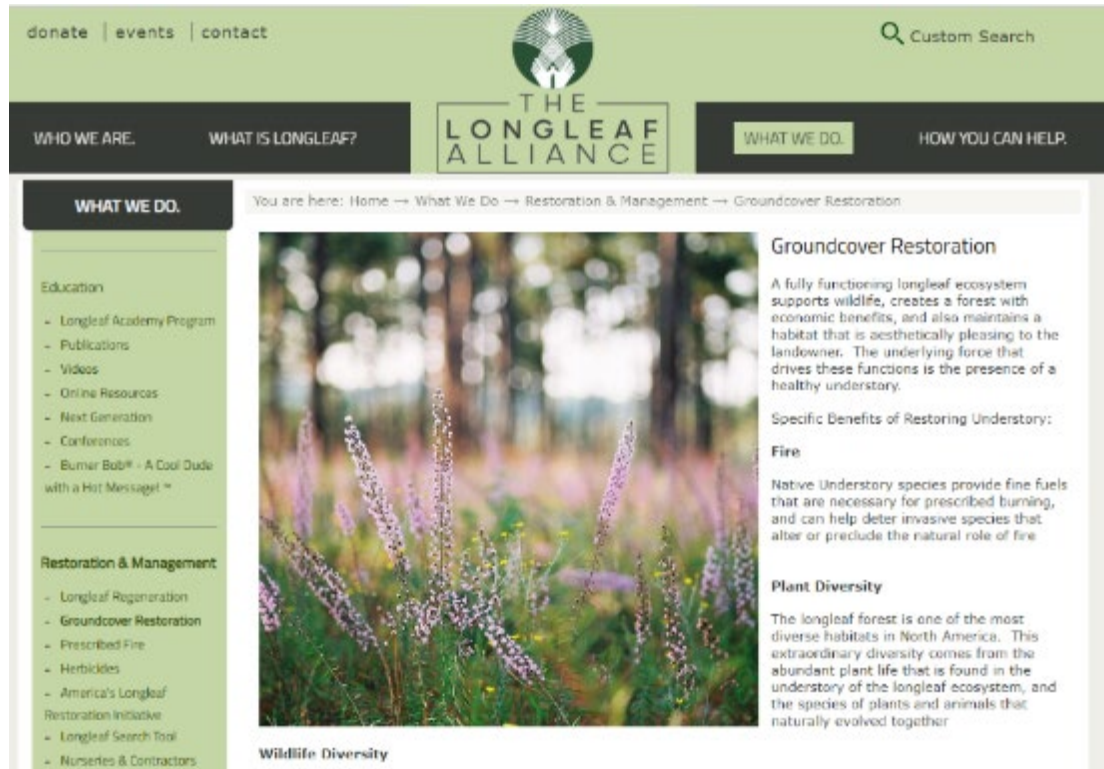 donate | events | contact
Custom Search
THE
LONGLEAF
ALLIANCE
WHO WE ARE.
WHAT IS LONGLEAF?
WHAT WE DO.
HOW YOU CAN HELP.
WHAT WE DO.
You are here: Home → What We Do → Restoration & Management → Groundcover Restoration
Education
- Longleaf Academy Program
- Publications
- Videos
- Online Resources
- Next Generation
- Conferences
- Burner Bob® - A Cool Dude
with a Hot Message! ™
Restoration & Management
- Longleaf Regeneration
- Groundcover Restoration
- Prescribed Fire
- Herbicides
- America's Longleaf
Restoration Initiative
- Longleaf Search Tool
- Nurseries & Contractors
Groundcover Restoration
A fully functioning longleaf ecosystem
supports wildlife, creates a forest with
economic benefits, and also maintains a
habitat that is aesthetically pleasing to the
landowner. The underlying force that
drives these functions is the presence of a
healthy understory.
Specific Benefits of Restoring Understory:
Fire
Native Understory species provide fine fuels
that are necessary for prescribed burning,
and can help deter invasive species that
alter or preclude the natural role of fire
Plant Diversity
The longleaf forest is one of the most
diverse habitats in North America. This
extraordinary diversity comes from the
abundant plant life that is found in the
understory of the longleaf ecosystem, and
the species of plants and animals that
naturally evolved together
Wildlife Diversity